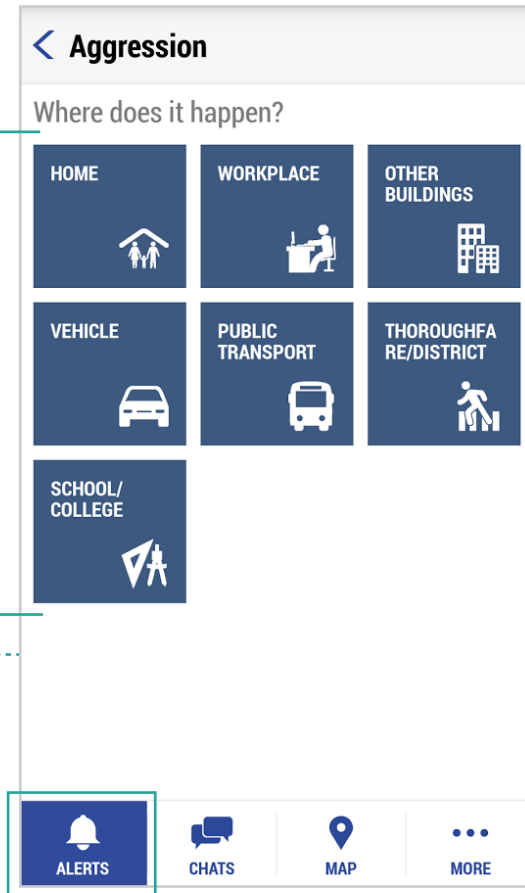 Aggression
Where does it happen?
HOME
WORKPLACE
OTHER
BUILDINGS
VEHICLE
PUBLIC
TRANSPORT
THOROUGHFA
RE/DISTRICT
SCHOOL/
COLLEGE
ALERTS
CHATS
MAP
MORE